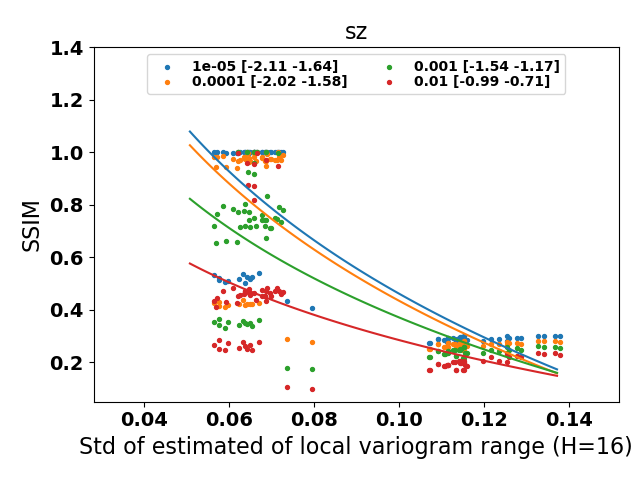 sz
1e-05 [-2.11 -1.64]
0.0001 [-2.02 -1.58]
0.001 [-1.54 -1.17]
0.01 [-0.99 -0.71]
1.4
1.2
1.0
0.8
0.6
0.4
0.2
SSIM
0.04 0.06 0.08 0.10 0.12 0.14
Std of estimated of local variogram range (H=16)